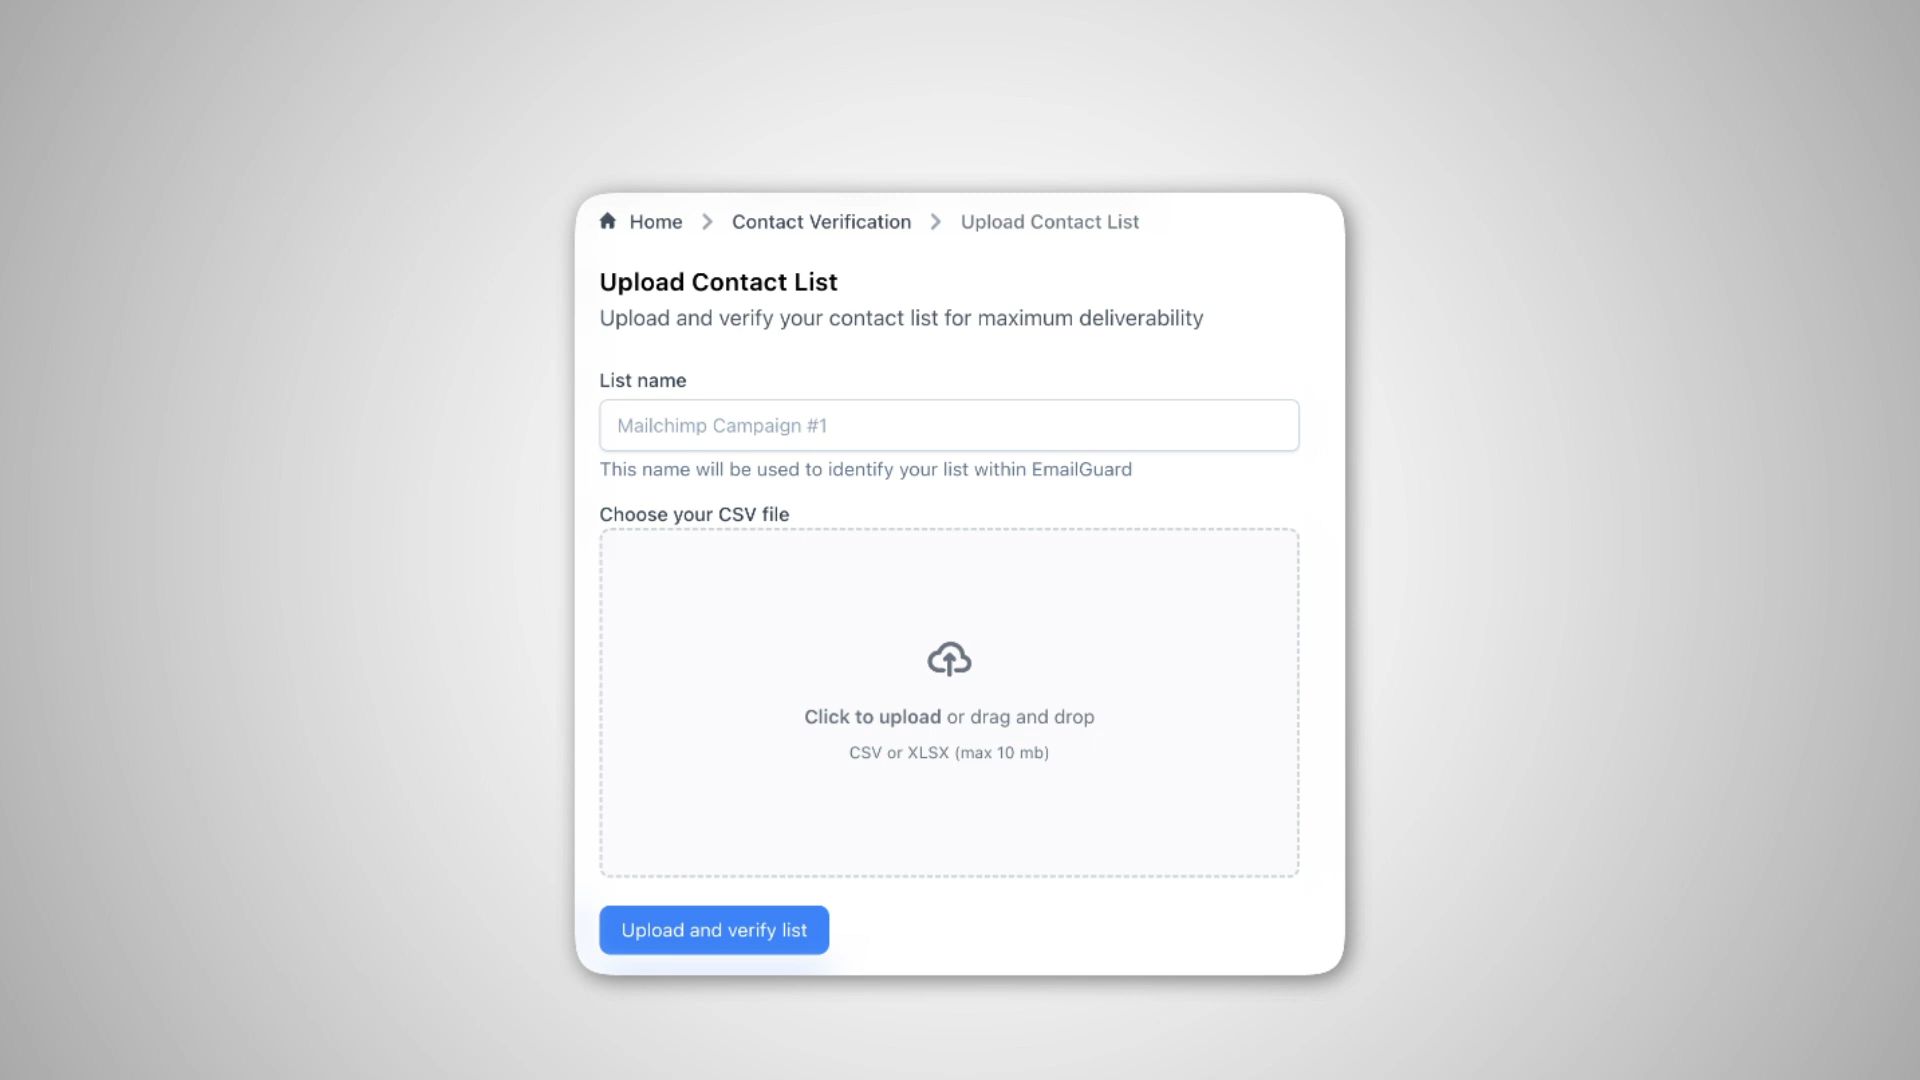 Home > Contact Verification > Upload Contact List
Upload Contact List
Upload and verify your contact list for maximum deliverability
List name
Mailchimp Campaign #1
This name will be used to identify your list within EmailGuard
Choose your CSV file
Click to upload or drag and drop
CSV or XLSX (max 10 mb)
Upload and verify list